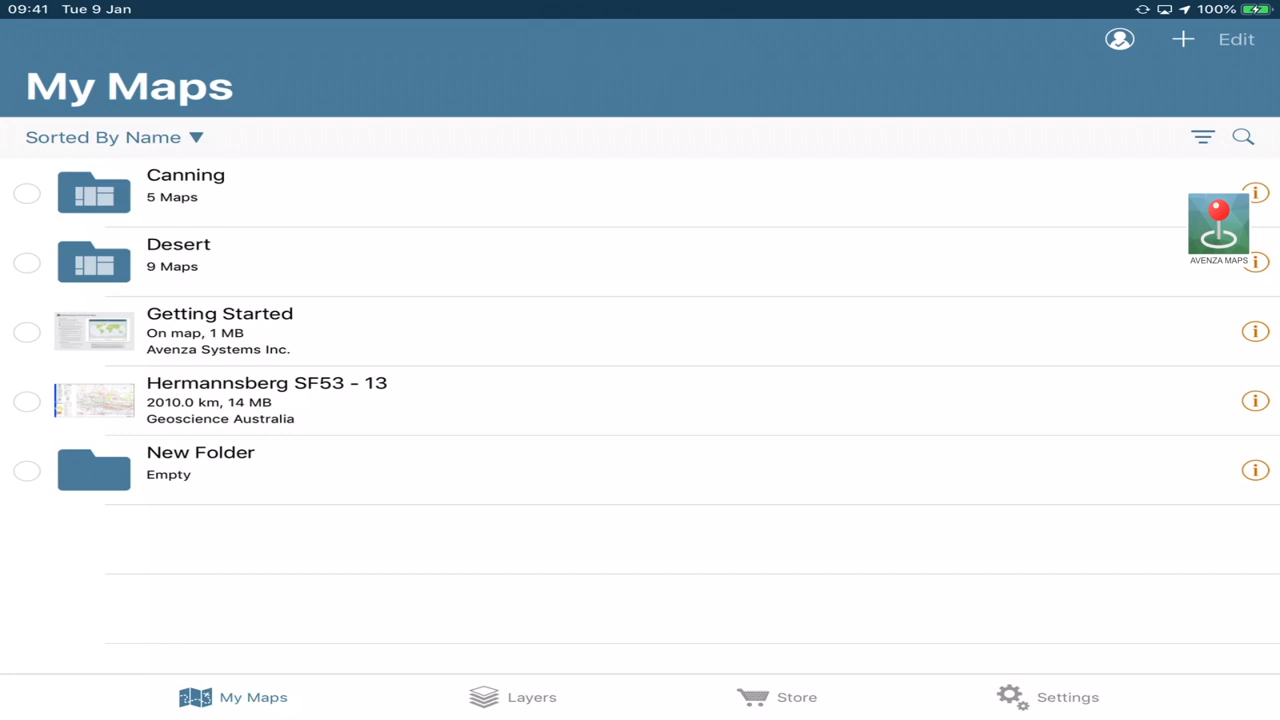 09:41 Tue 9 Jan 100%
Edit
My Maps
Sorted By Name ▼
Canning
5 Maps
Desert
9 Maps
AVENZA MAPS
Getting Started
On map, 1 MB
Avenza Systems Inc.
Hermannsberg SF53 - 13
2010.0 km, 14 MB
Geoscience Australia
New Folder
Empty
My Maps Layers Store Settings